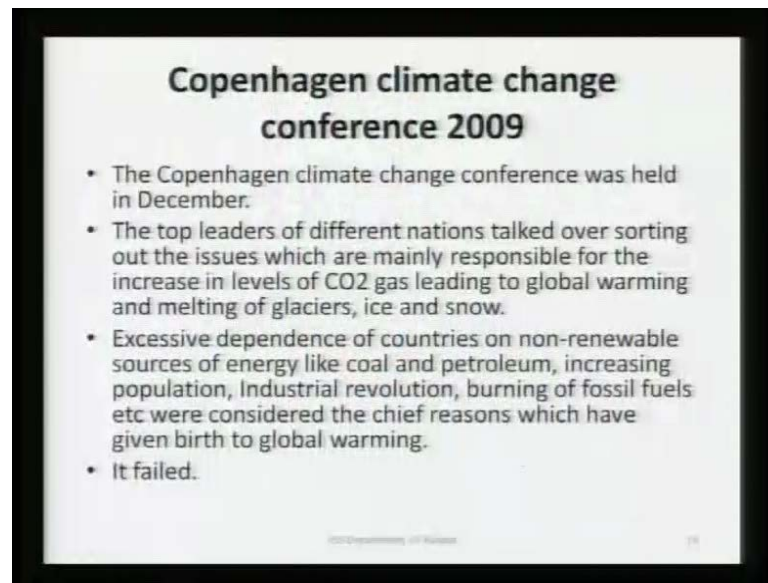 Copenhagen climate change
conference 2009
• The Copenhagen climate change conference was held
in December.
• The top leaders of different nations talked over sorting
out the issues which are mainly responsible for the
increase in levels of CO2 gas leading to global warming
and melting of glaciers, ice and snow.
• Excessive dependence of countries on non-renewable
sources of energy like coal and petroleum, increasing
population, Industrial revolution, burning of fossil fuels
etc were considered the chief reasons which have
given birth to global warming.
• It failed.